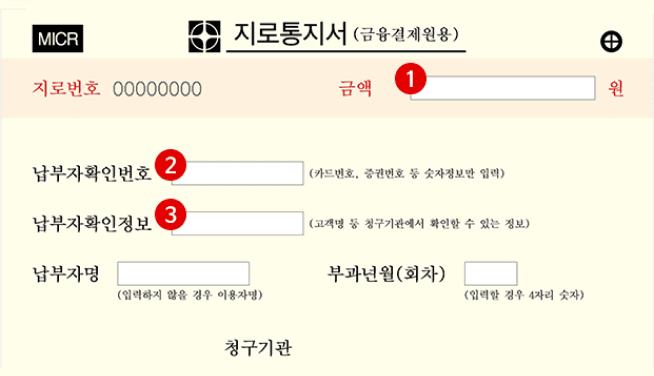 MICR 지로통지서 (금융결제원용)
지로번호 00000000 금액 1 원
납부자확인번호 2 (카드번호, 증권번호 등 숫자정보만 입력)
납부자확인정보 3 (고객명 등 청구기관에서 확인할 수 있는 정보)
납부자명 부과년월(회차)
(입력하지 않을 경우 이용자명) (입력할 경우 4자리 숫자)
청구기관